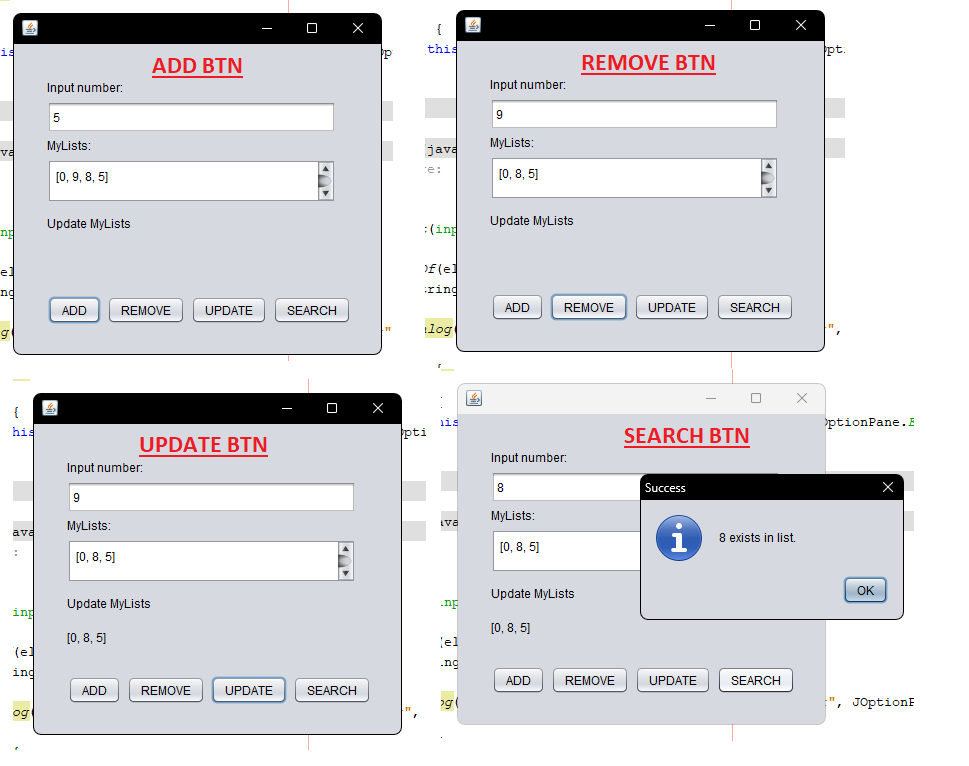 ADD BTN
Input number:
5
MyLists:
[0, 9, 8, 5]
Update MyLists
ADD REMOVE UPDATE SEARCH
REMOVE BTN
Input number:
9
MyLists:
[0, 8, 5]
Update MyLists
ADD REMOVE UPDATE SEARCH
UPDATE BTN
Input number:
9
MyLists:
[0, 8, 5]
Update MyLists
[0, 8, 5]
ADD REMOVE UPDATE SEARCH
SEARCH BTN
Input number:
8
MyLists:
[0, 8, 5]
Update MyLists
[0, 8, 5]
ADD REMOVE UPDATE SEARCH
Success
8 exists in list.
OK